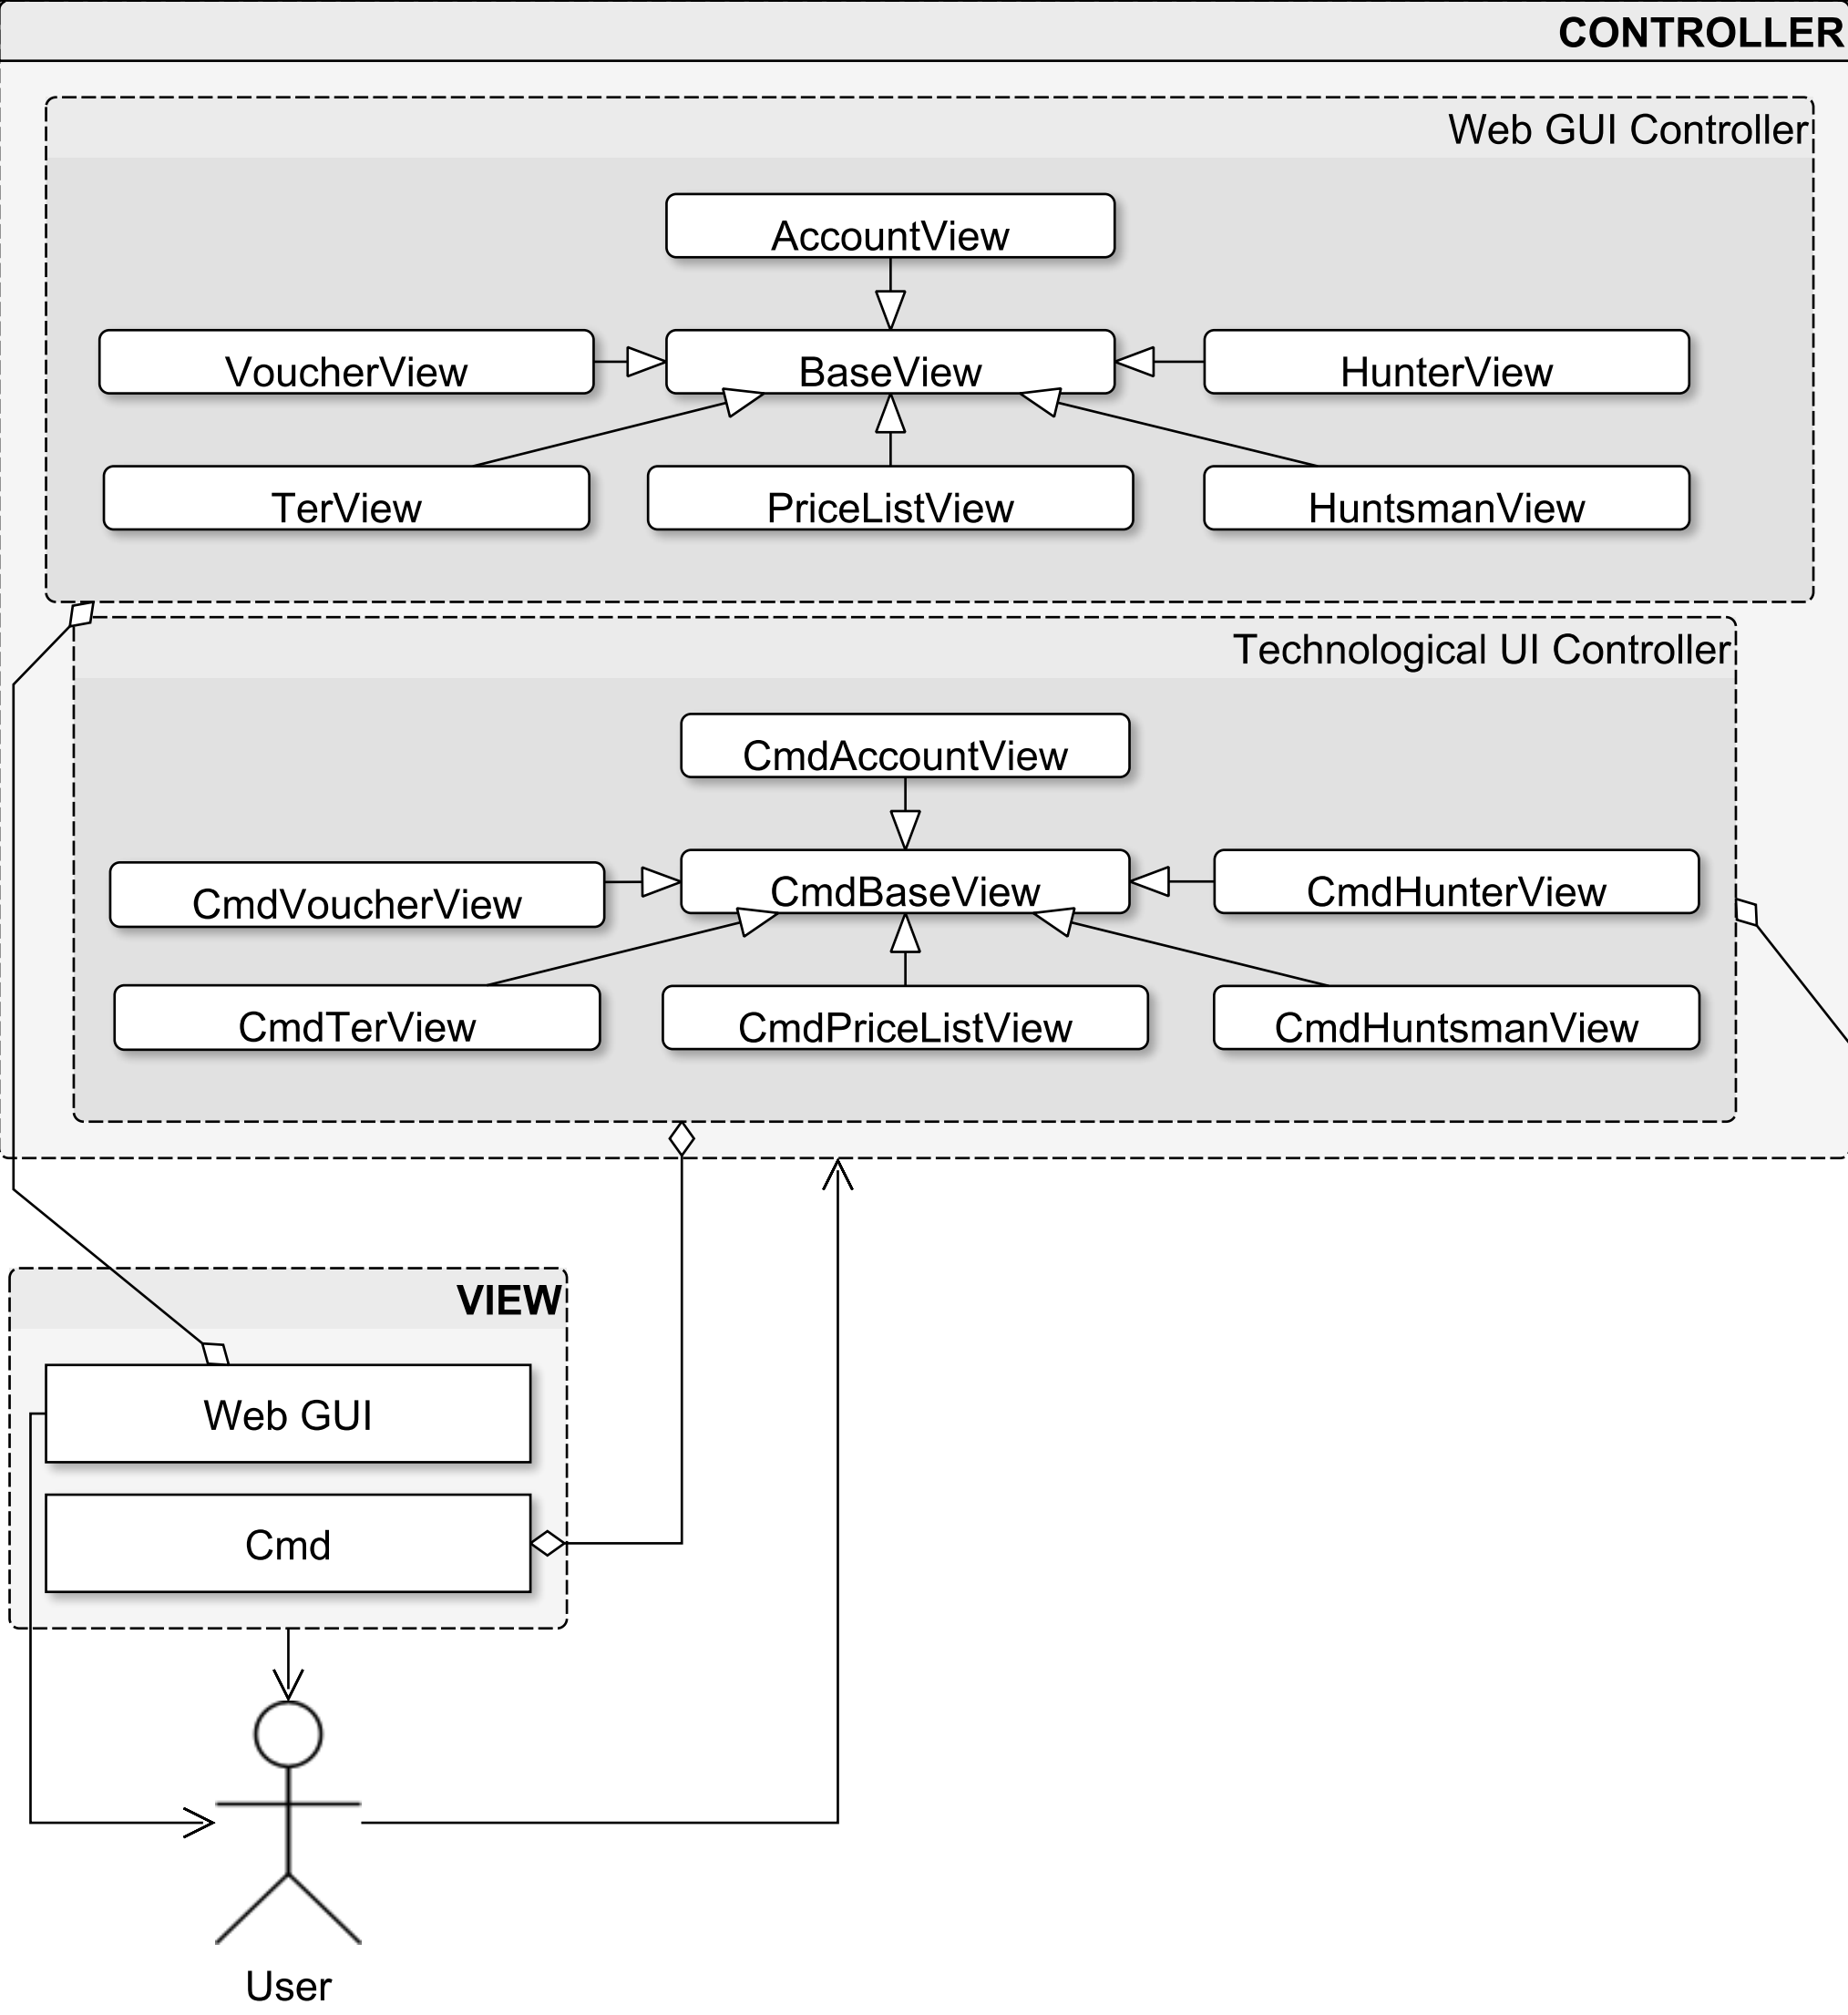 CONTROLLER
Web GUI Controller
AccountView
VoucherView
BaseView
HunterView
TerView
PriceListView
HuntsmanView
Technological UI Controller
CmdAccountView
CmdVoucherView
CmdBaseView
CmdHunterView
CmdTerView
CmdPriceListView
CmdHuntsmanView
VIEW
Web GUI
Cmd
User